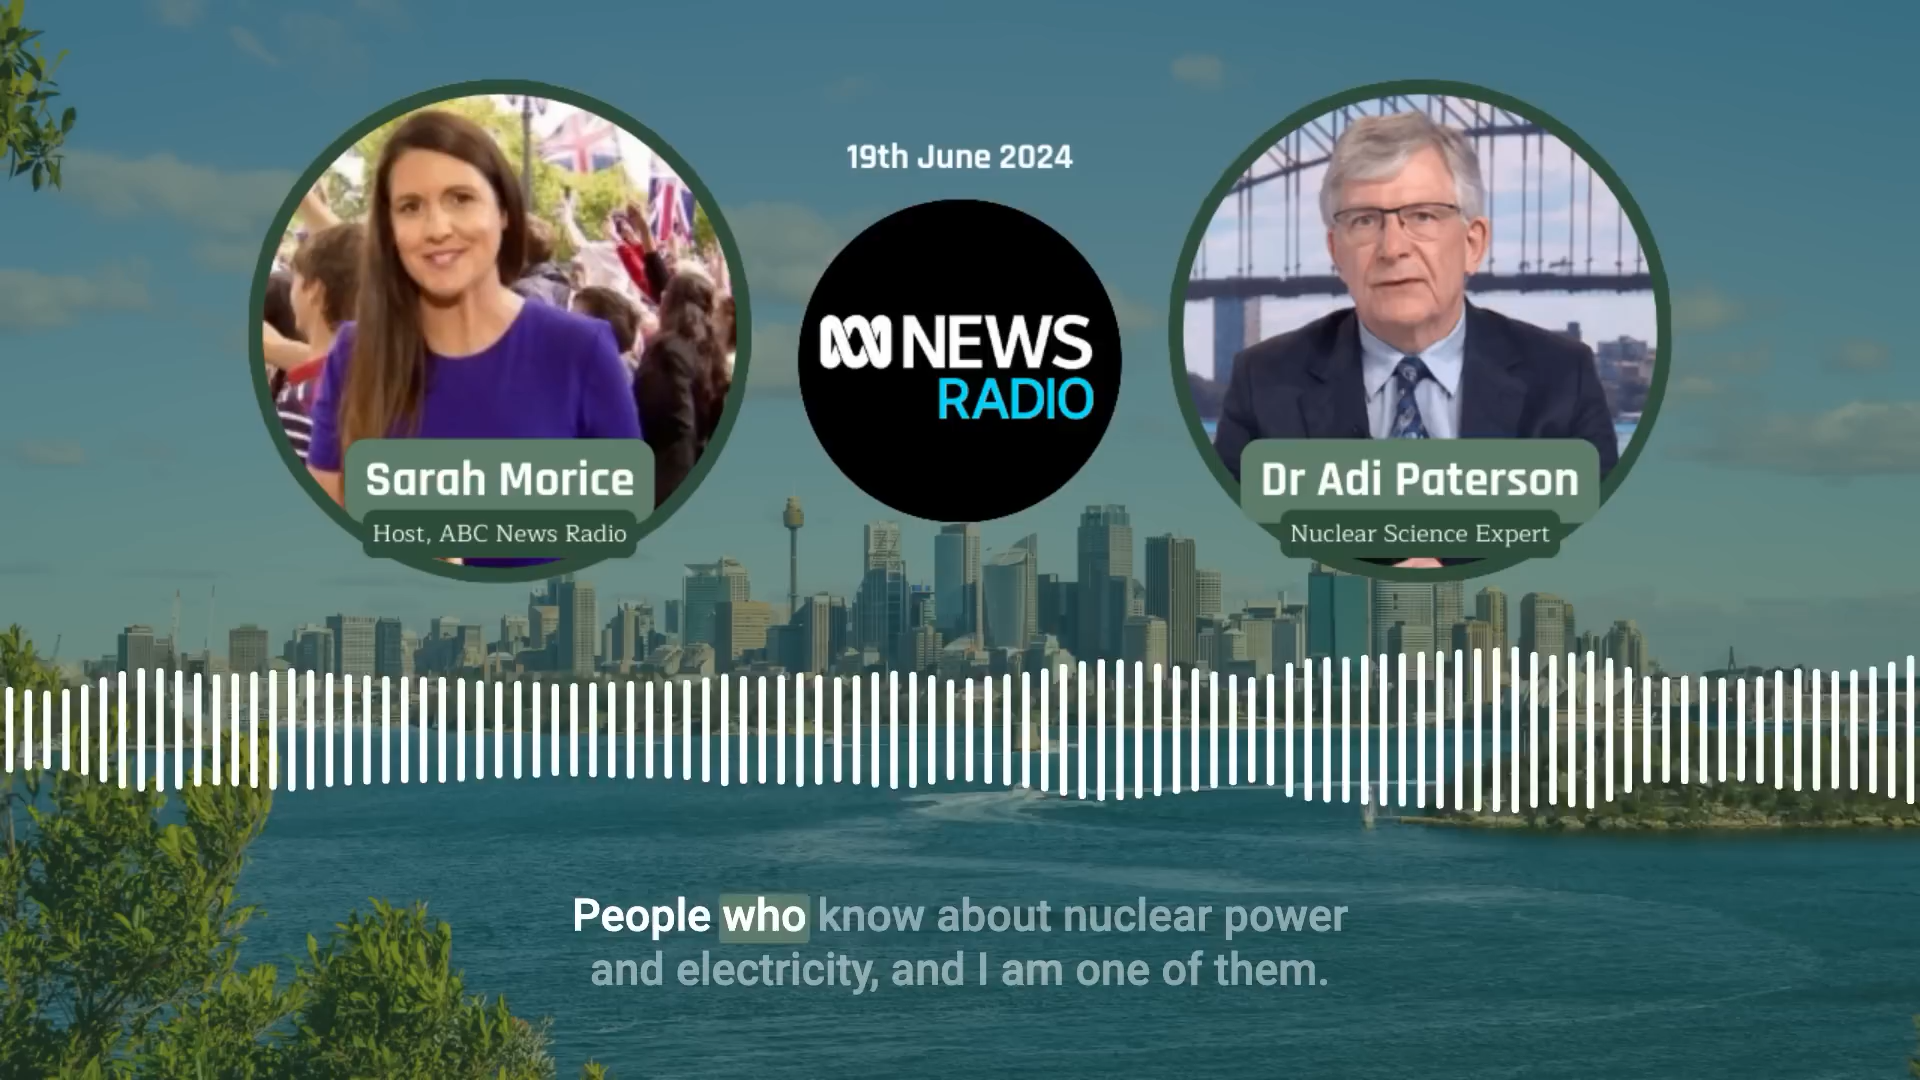 19th June 2024
NEWS
RADIO
Sarah Morice
Host, ABC News Radio
Dr Adi Paterson
Nuclear Science Expert
People who know about nuclear power
and electricity, and I am one of them.